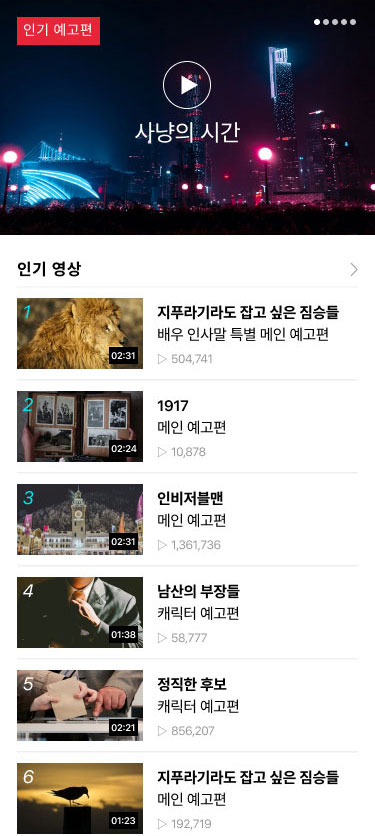 인기 예고편
사냥의 시간
인기 영상
1
02:31
지푸라기라도 잡고 싶은 짐승들
배우 인사말 특별 메인 예고편
504,741
2
02:24
1917
메인 예고편
10,878
3
02:31
인비저블맨
메인 예고편
1,361,736
4
01:38
남산의 부장들
캐릭터 예고편
58,777
5
02:21
정직한 후보
캐릭터 예고편
856,207
6
01:23
지푸라기라도 잡고 싶은 짐승들
메인 예고편
192,719